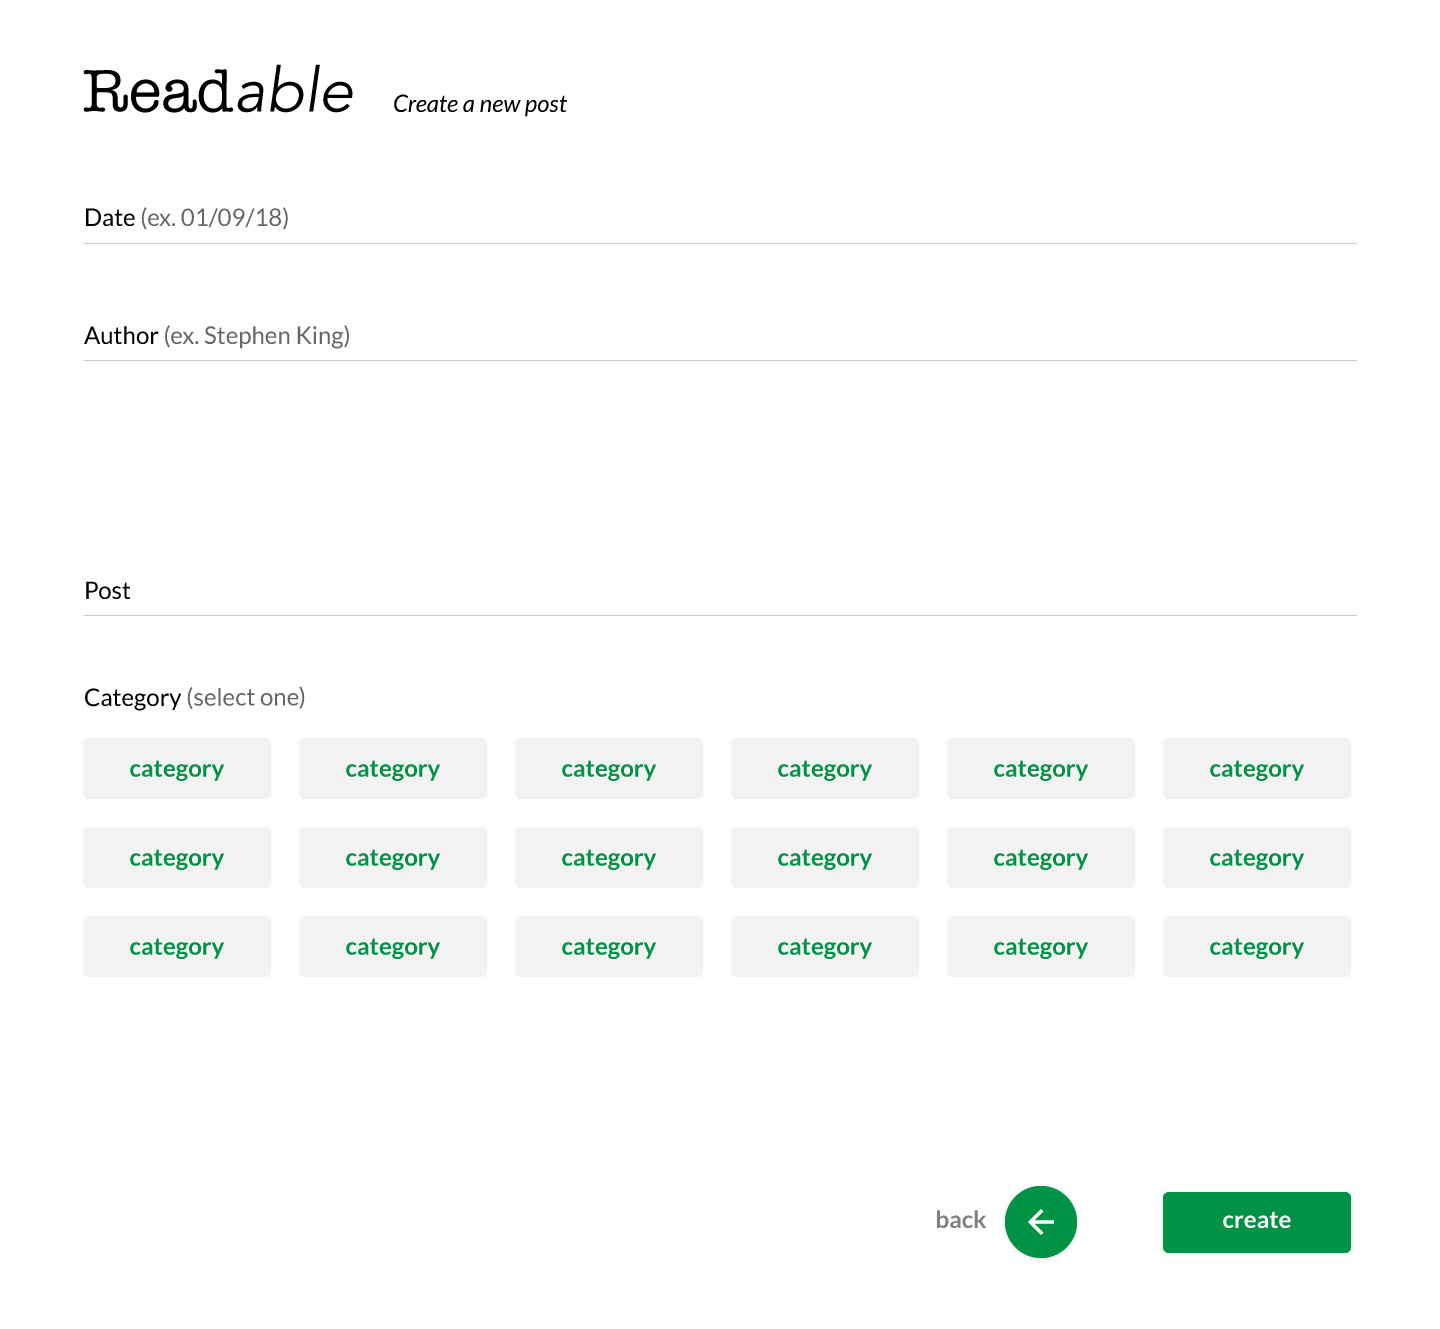 Readable Create a new post
Date (ex. 01/09/18)
Author (ex. Stephen King)
Post
Category (select one)
category category category category category category
category category category category category category
category category category category category category
back create